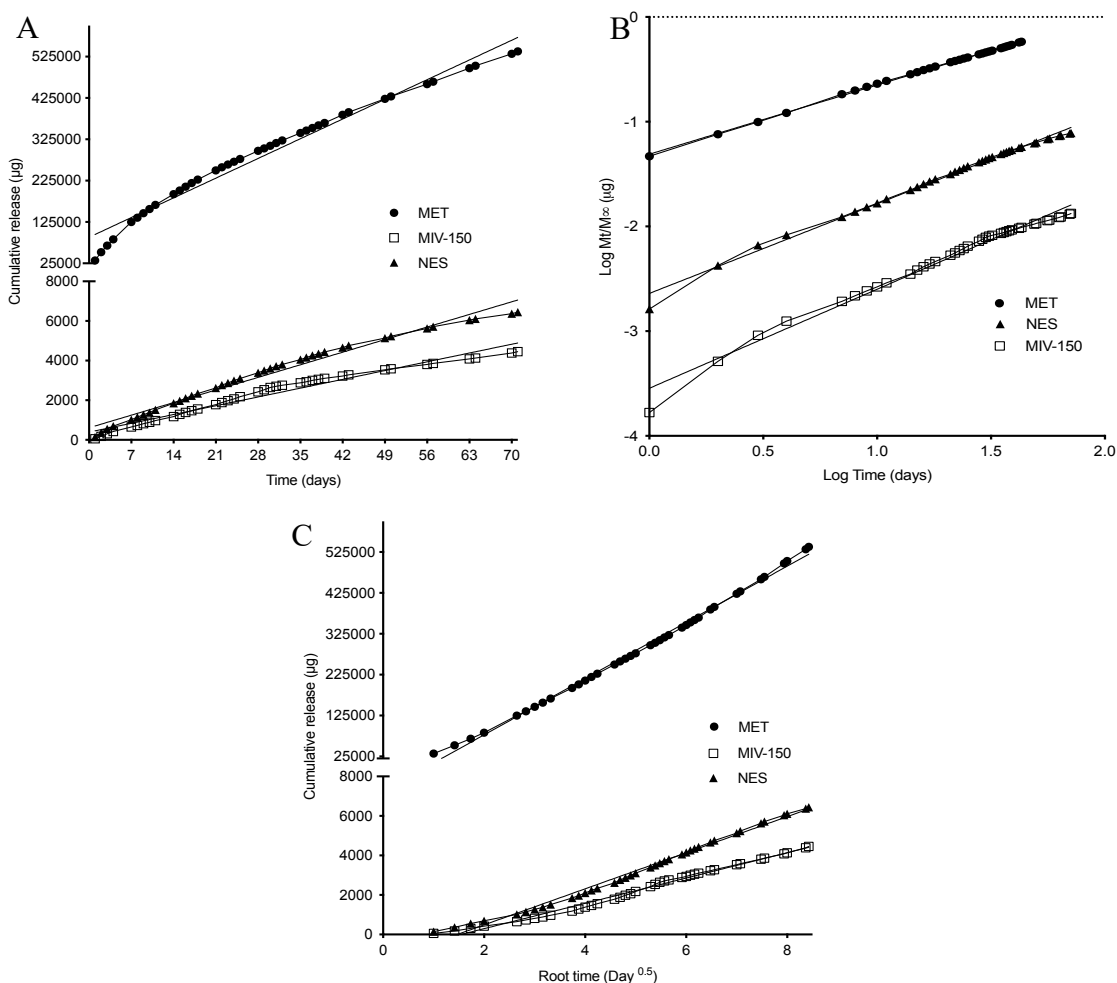 A
Cumulative release (µg)
525000
425000
325000
225000
125000
25000
8000
6000
4000
2000
0
MET
MIV-150
NES
0 7 14 21 28 35 42 49 56 63 70
Time (days)
B
Log Mt/M∞ (µg)
0
-1
-2
-3
-4
MET
NES
MIV-150
0.0 0.5 1.0 1.5 2.0
Log Time (days)
C
Cumulative release (µg)
525000
425000
325000
225000
125000
25000
8000
6000
4000
2000
0
MET
MIV-150
NES
0 2 4 6 8
Root time (Day 0.5)